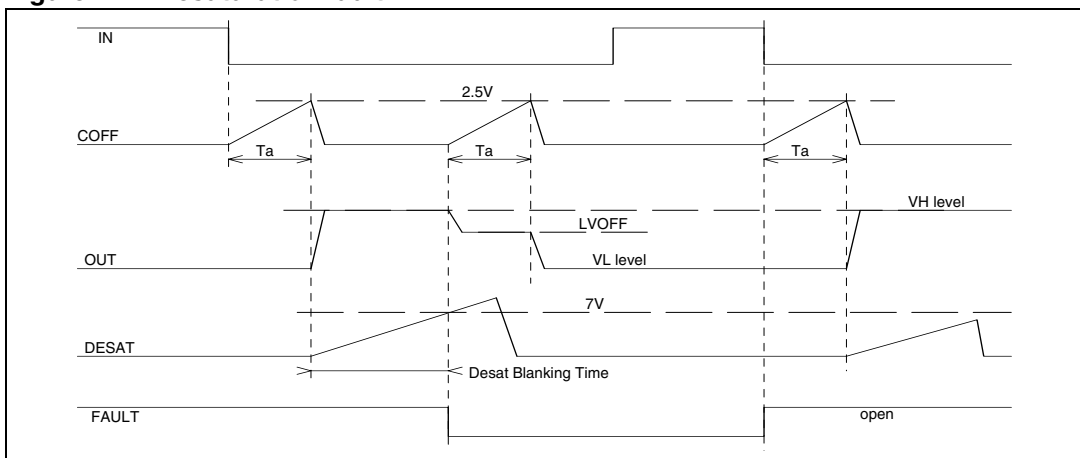 IN
2.5V
COFF
Ta
Ta
Ta
VH level
LVOFF
OUT
VL level
7V
DESAT
Desat Blanking Time
FAULT
open